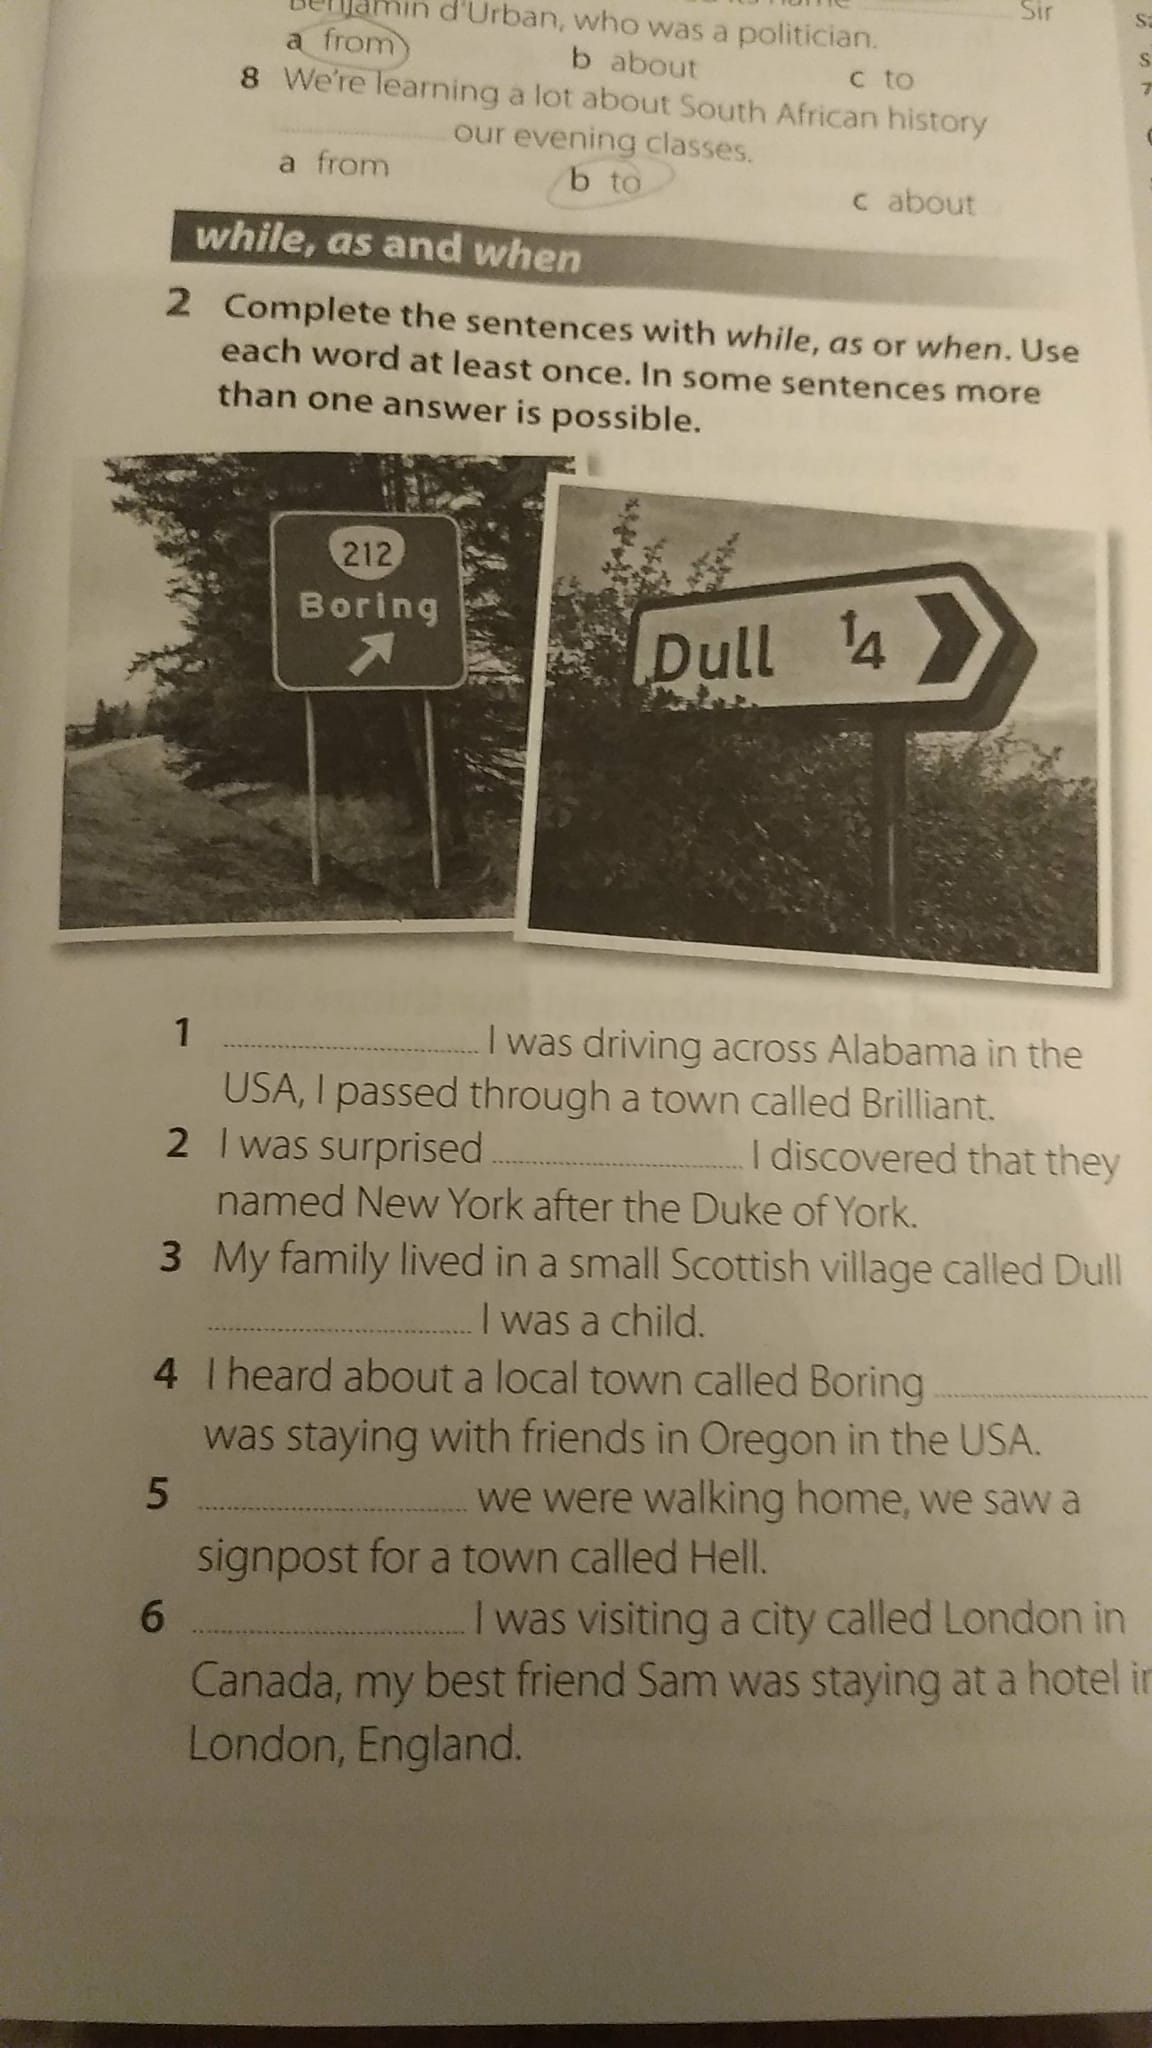 Sir
Benjamin d'Urban, who was a politician.
a from b about c to
8 We're learning a lot about South African history
our evening classes.
a from b to c about
while, as and when
2 Complete the sentences with while, as or when. Use
each word at least once. In some sentences more
than one answer is possible.
212
Boring
Dull 1/4
1 I was driving across Alabama in the
USA, I passed through a town called Brilliant.
2 I was surprised I discovered that they
named New York after the Duke of York.
3 My family lived in a small Scottish village called Dull
I was a child.
4 I heard about a local town called Boring
was staying with friends in Oregon in the USA.
5 we were walking home, we saw a
signpost for a town called Hell.
6 I was visiting a city called London in
Canada, my best friend Sam was staying at a hotel in
London, England.